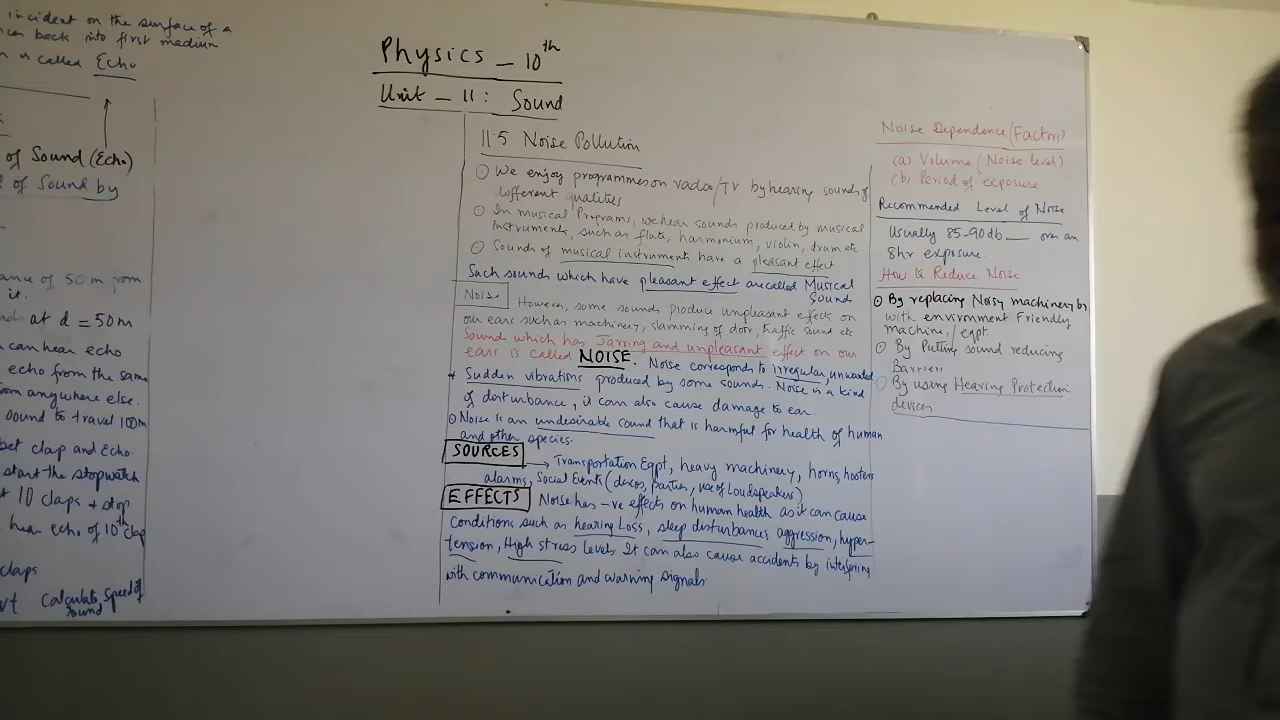 incident on the surface of a
back into first medium
is called Echo
of Sound (Echo)
of Sound by
of 50 m from
it.
at d = 50m
can hear echo
echo from the same
anywhere else.
sound to travel 100m
bet clap and Echo.
start the stopwatch
10 claps + stop
hear echo of 10th clap
claps
vt Calculate speed of
sound
Physics - 10th
Unit - 11: Sound
11.5 Noise Pollution
We enjoy programmes on radio/TV by hearing sounds of
different qualities
In musical Programs, we hear sounds produced by musical
instruments, such as flute, harmonium, violin, drum etc
Sounds of musical instruments have a pleasant effect
Such sounds which have pleasant effect are called Musical
Sound
Noise
However, some sounds produce unpleasant effect on
our ears such as machinery, slamming of door, traffic sound etc
Sound which has Jarring and unpleasant effect on our
ears is called NOISE. Noise corresponds to irregular, unwanted
+ Sudden vibrations produced by some sounds. Noise is a kind
of disturbance, it can also cause damage to ear.
Noise is an undesirable sound that is harmful for health of human
and other species.
SOURCES
→ Transportation Eqpt, heavy machinery, horns, hooters
alarms, Social Events (discos, parties, use of Loudspeakers)
EFFECTS
Noise has -ve effects on human health as it can cause
Conditions such as hearing Loss, sleep disturbances, aggression, hyper-
tension, High stress levels. It can also cause accidents by interfering
with communication and warning signals.
Noise Dependence (Factors)
(a) Volume (Noise level)
(b) Period of exposure
Recommended Level of Noise
Usually 85-90db — over an
8hr exposure.
How to Reduce Noise
By replacing Noisy machinery by
with envirnment Friendly
machine/eqpt
By Putting sound reducing
Barriers
By using Hearing Protection
devices